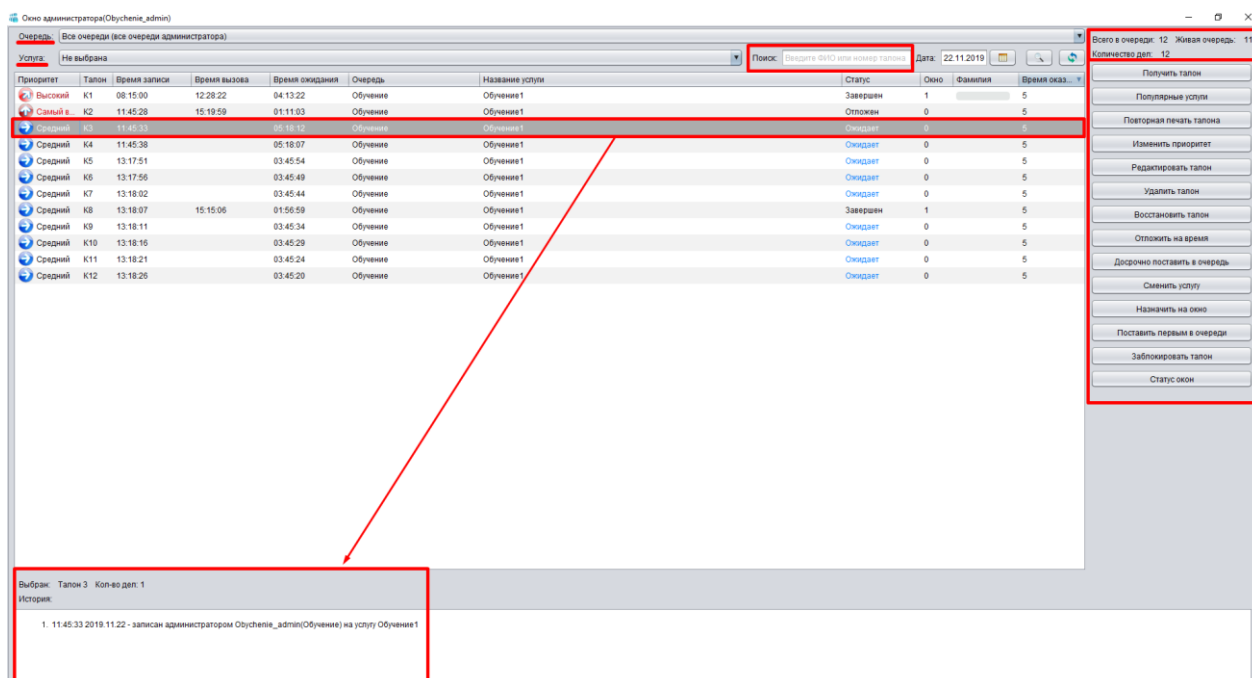 Окно администратора(Obychenie_admin)
Очередь: Все очереди (все очереди администратора)
Всего в очереди: 12 Живая очередь: 11
Услуга: Не выбрана Поиск: Введите ФИО или номер талона Дата: 22.11.2019
Количество дел: 12
Приоритет Талон Время записи Время вызова Время ожидания Очередь Название услуги Статус Окно Фамилия Время оказ...
Высокий К1 08:15:00 12:28:22 04:13:22 Обучение Обучение1 Завершен 1 5
Самый в... К2 11:45:28 15:19:59 01:11:03 Обучение Обучение1 Отложен 0 5
Средний К3 11:45:33 05:18:12 Обучение Обучение1 Ожидает 0 5
Средний К4 11:45:38 05:18:07 Обучение Обучение1 Ожидает 0 5
Средний К5 13:17:51 03:45:54 Обучение Обучение1 Ожидает 0 5
Средний К6 13:17:56 03:45:49 Обучение Обучение1 Ожидает 0 5
Средний К7 13:18:02 03:45:44 Обучение Обучение1 Ожидает 0 5
Средний К8 13:18:07 15:15:06 01:56:59 Обучение Обучение1 Завершен 1 5
Средний К9 13:18:11 03:45:34 Обучение Обучение1 Ожидает 0 5
Средний К10 13:18:16 03:45:29 Обучение Обучение1 Ожидает 0 5
Средний К11 13:18:21 03:45:24 Обучение Обучение1 Ожидает 0 5
Средний К12 13:18:26 03:45:20 Обучение Обучение1 Ожидает 0 5
Получить талон
Популярные услуги
Повторная печать талона
Изменить приоритет
Редактировать талон
Удалить талон
Восстановить талон
Отложить на время
Досрочно поставить в очередь
Сменить услугу
Назначить на окно
Поставить первым в очереди
Заблокировать талон
Статус окон
Выбран: Талон 3 Кол-во дел: 1
История:
1. 11:45:33 2019.11.22 - записан администратором Obychenie_admin(Обучение) на услугу Обучение1